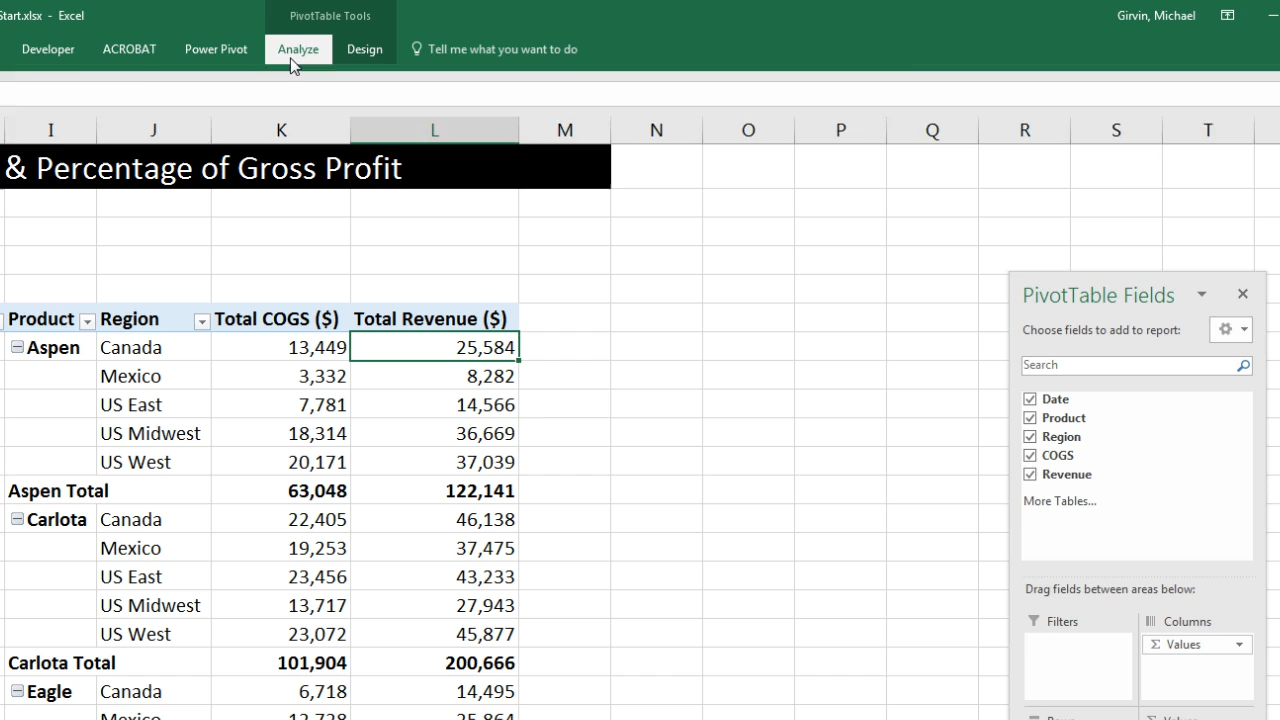 Start.xlsx - Excel
PivotTable Tools
Girvin, Michael
Developer ACROBAT Power Pivot Analyze Design Tell me what you want to do
I J K L M N O P Q R S T
& Percentage of Gross Profit
Product Region Total COGS ($) Total Revenue ($)
Aspen Canada 13,449 25,584
Mexico 3,332 8,282
US East 7,781 14,566
US Midwest 18,314 36,669
US West 20,171 37,039
Aspen Total 63,048 122,141
Carlota Canada 22,405 46,138
Mexico 19,253 37,475
US East 23,456 43,233
US Midwest 13,717 27,943
US West 23,072 45,877
Carlota Total 101,904 200,666
Eagle Canada 6,718 14,495
Mexico 25,864
PivotTable Fields
Choose fields to add to report:
Search
Date
Product
Region
COGS
Revenue
More Tables...
Drag fields between areas below:
Filters Columns
Σ Values